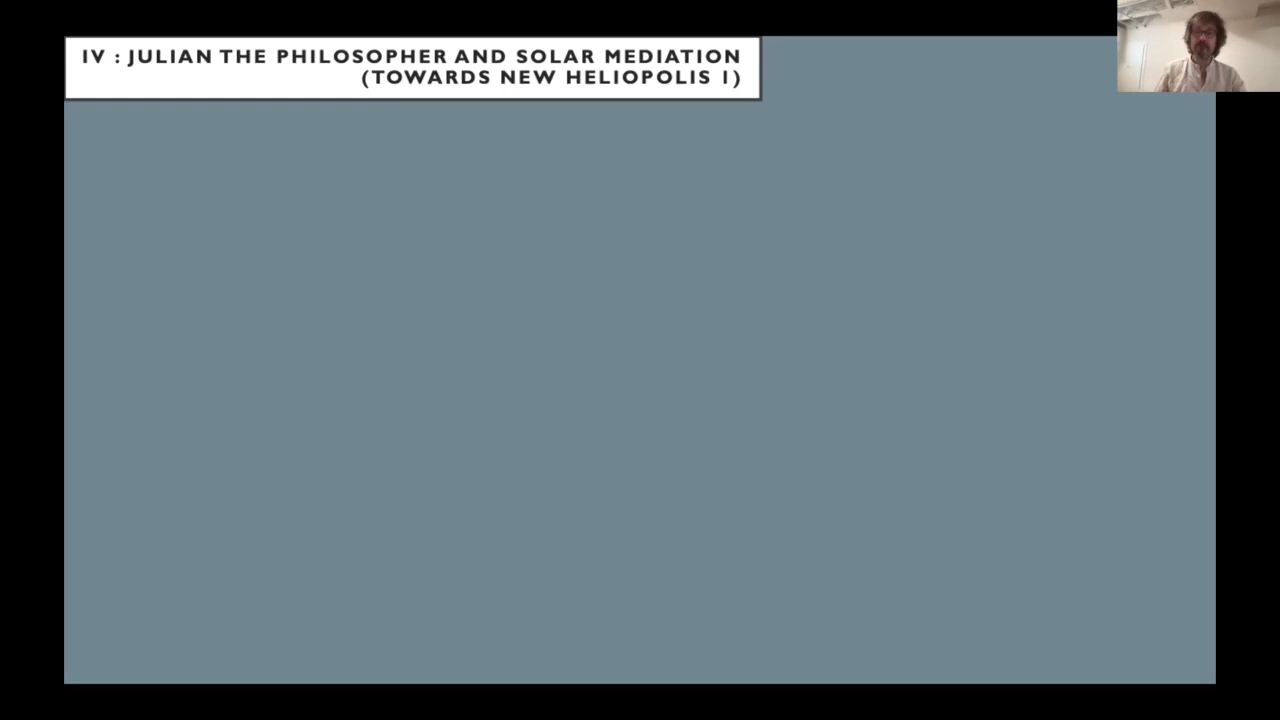 IV : JULIAN THE PHILOSOPHER AND SOLAR MEDIATION
(TOWARDS NEW HELIOPOLIS 1)